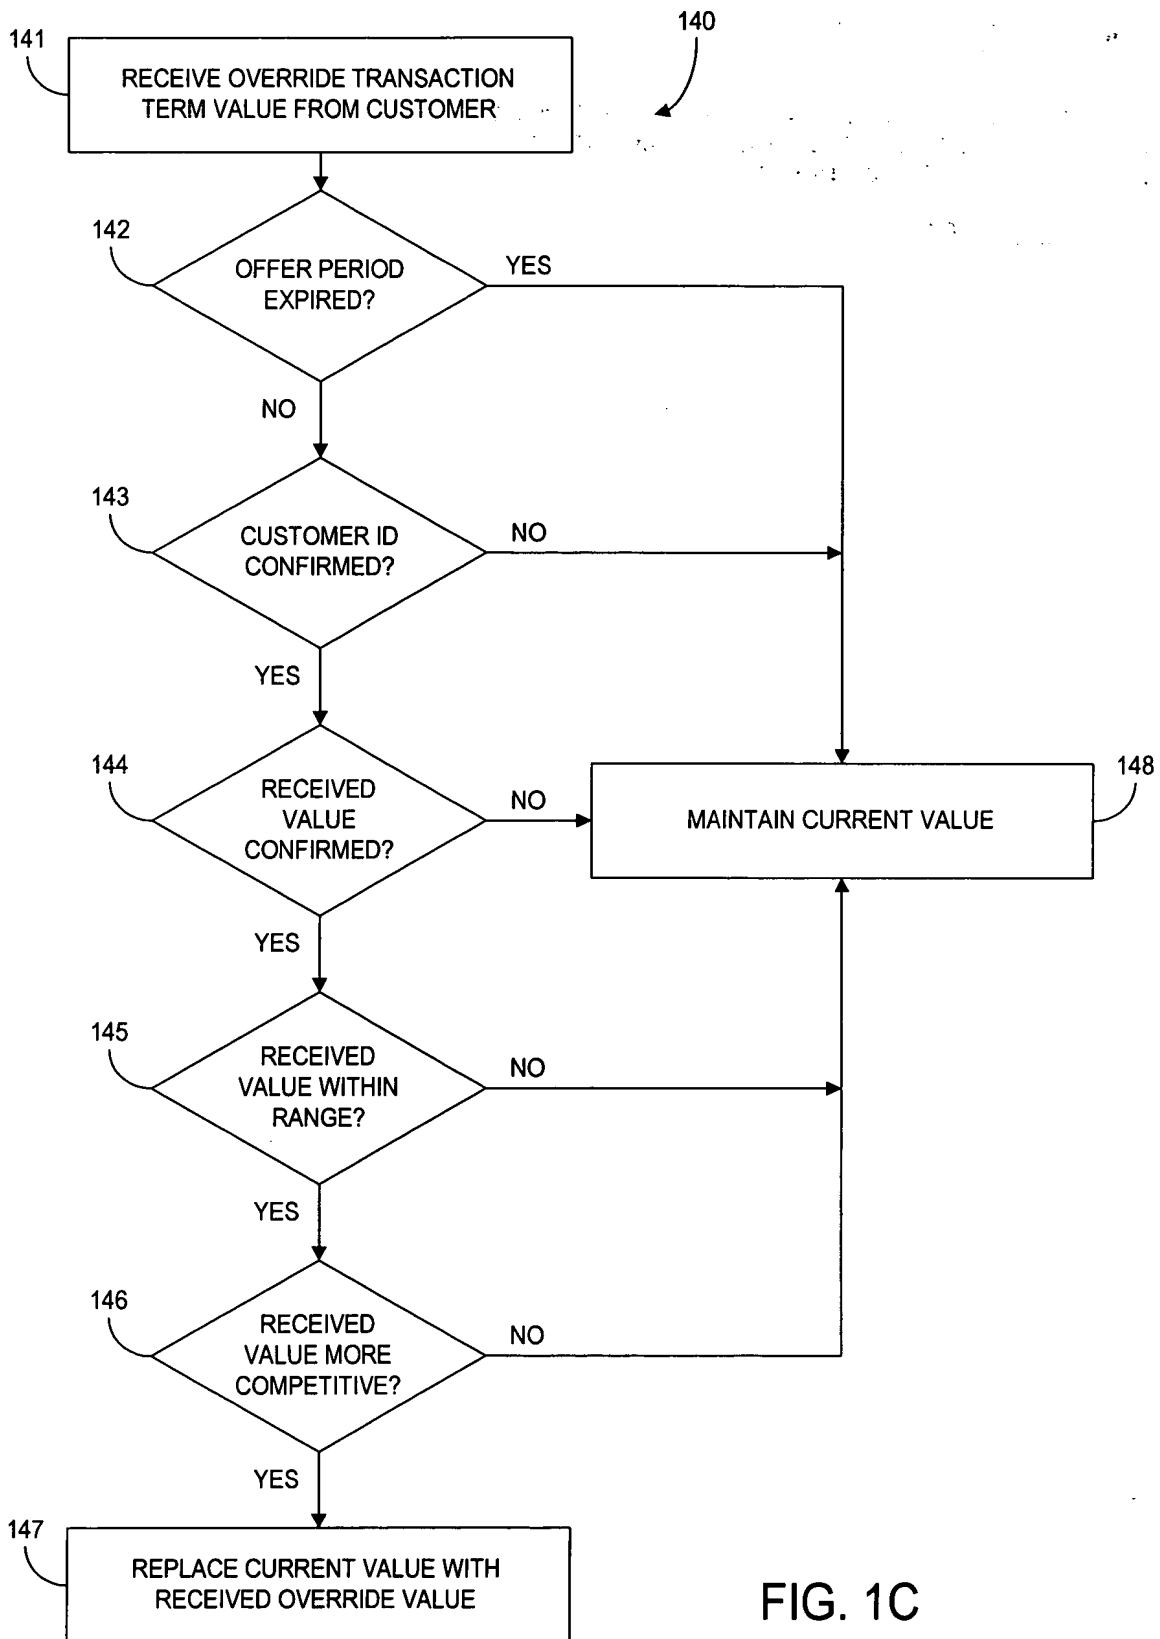 140
141
RECEIVE OVERRIDE TRANSACTION
TERM VALUE FROM CUSTOMER
142
OFFER PERIOD
EXPIRED?
YES
NO
143
CUSTOMER ID
CONFIRMED?
NO
YES
144
RECEIVED
VALUE
CONFIRMED?
NO
148
MAINTAIN CURRENT VALUE
YES
145
RECEIVED
VALUE WITHIN
RANGE?
NO
YES
146
RECEIVED
VALUE MORE
COMPETITIVE?
NO
YES
147
REPLACE CURRENT VALUE WITH
RECEIVED OVERRIDE VALUE
FIG. 1C